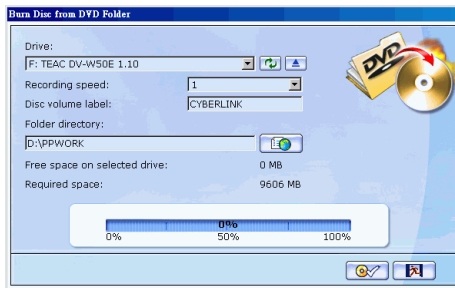 Burn Disc from DVD Folder
Drive:
F: TEAC DV-W50E 1.10
Recording speed:
1
Disc volume label:
CYBERLINK
Folder directory:
D:\PPWORK
Free space on selected drive:
0 MB
Required space:
9606 MB
0%
0%
50%
100%
DVD